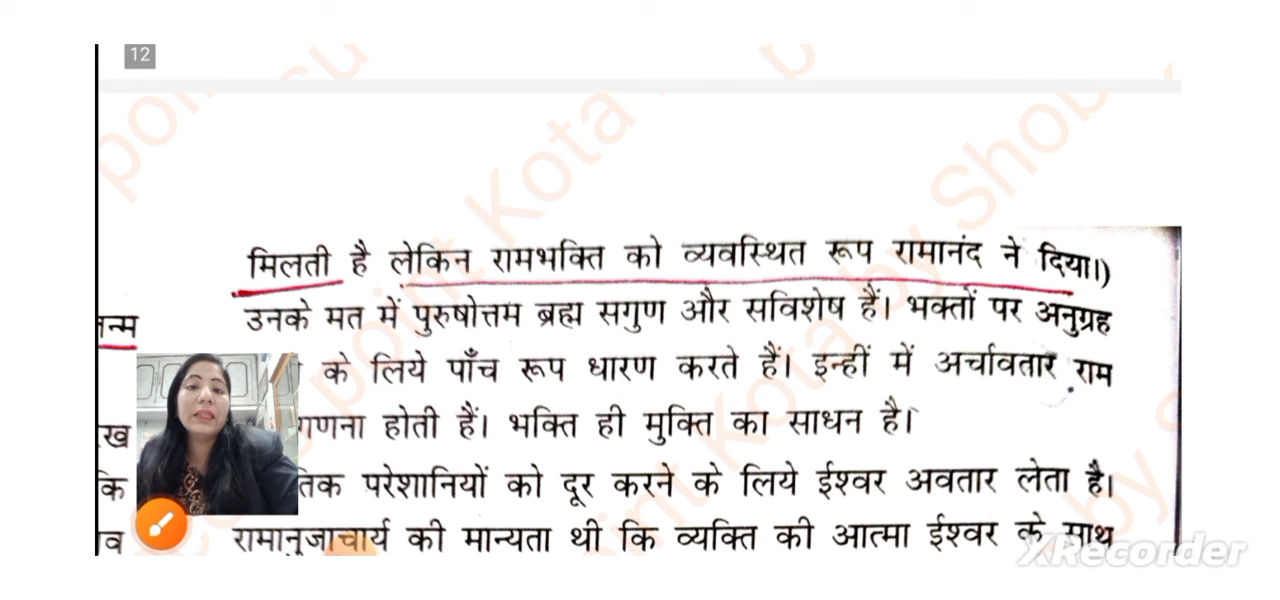 12
मिलती है लेकिन रामभक्ति को व्यवस्थित रूप रामानंद ने दिया।)
उनके मत में पुरुषोत्तम ब्रह्म सगुण और सविशेष हैं। भक्तों पर अनुग्रह
के लिये पाँच रूप धारण करते हैं। इन्हीं में अर्चावतार राम
गणना होती हैं। भक्ति ही मुक्ति का साधन है।
परेशानियों को दूर करने के लिये ईश्वर अवतार लेता है।
रामानुजाचार्य की मान्यता थी कि व्यक्ति की आत्मा ईश्वर के साथ
XRecorder